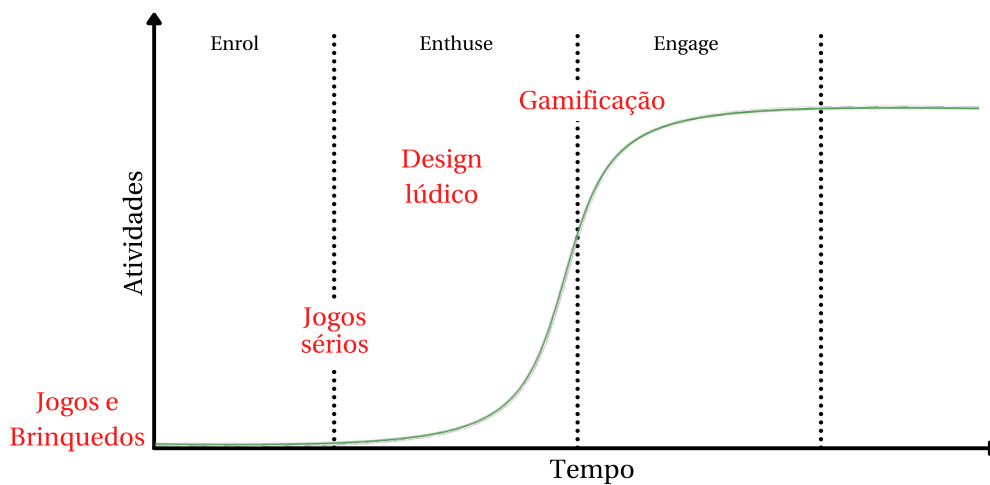 Enrol
Enthuse
Engage
Gamificação
Design
lúdico
Atividades
Jogos
sérios
Jogos e
Brinquedos
Tempo